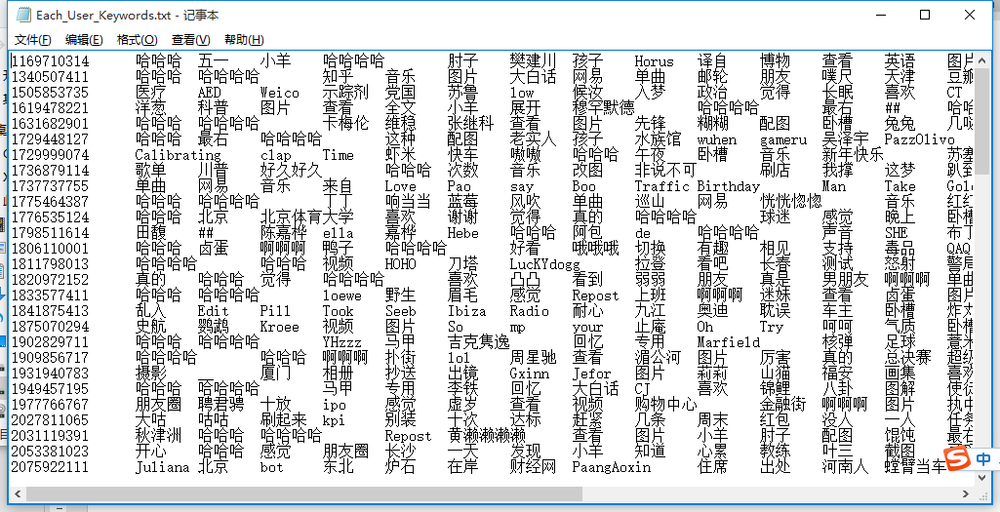 Each_User_Keywords.txt - 记事本
文件(F) 编辑(E) 格式(O) 查看(V) 帮助(H)
1169710314 哈哈哈 五一 小羊 哈哈哈哈 肘子 樊建川 孩子 Horus 译自 博物 查看 英语 图片
1340507411 哈哈哈 哈哈哈哈 知乎 音乐 图片 大白话 网易 单曲 邮轮 朋友 噗尺 天津 豆瓣
1505853735 医疗 AED Weico 示踪剂 党国 苏鲁 low 候汝 入梦 政治 觉得 长眠 喜欢 CT
1619478221 洋葱 科普 图片 查看 全文 小羊 展开 穆罕默德 哈哈哈哈 最右 ## 哈哈
1631682901 哈哈哈 哈哈哈哈 卡梅伦 维稳 张继科 查看 图片 先锋 糊糊 配图 卧槽 兔兔
1729448127 哈哈哈 最右 哈哈哈哈 这种 配图 老实人 孩子 水族馆 wuhen gameru 吴泽宇 PazzOlivo
1729999074 Calibrating clap Time 虾米 快车 嗷嗷 哈哈哈 午夜 卧槽 音乐 新年快乐
1736879114 歌单 川普 好久好久 哈哈哈 次数 音乐 改图 非说不可 刷店 我撑 这梦
1737737755 单曲 网易 音乐 来自 Love Pao say Boo Traffic Birthday Man Take
1775464387 哈哈哈 哈哈哈哈 丁丁 响当当 蓝莓 风吹 单曲 巡山 网易 恍恍惚惚 音乐 红红
1776535124 哈哈哈 北京 北京体育大学 喜欢 谢谢 觉得 真的 哈哈哈哈 球迷 感觉 晚上 卧槽
1798511614 田馥 ## 陈嘉桦 ella 嘉桦 Hebe 哈哈哈 阿包 de 哈哈哈哈 声音 SHE
1806110001 哈哈哈 卤蛋 啊啊啊 鸭子 哈哈哈哈 好看 哦哦哦 切换 有趣 相见 支持 毒品 QAQ
1811798013 哈哈哈哈 哈哈哈 视频 HOHO 刀塔 LucKYdogg 拉登 看吧 长春 测试 怒射 警局
1820972152 真的 哈哈哈 觉得 哈哈哈哈 喜欢 凸凸 看到 弱弱 朋友 真是 男朋友 啊啊啊 单曲
1833577411 哈哈哈 哈哈哈哈 loewe 野生 眉毛 感觉 Repost 上班 啊啊啊 迷妹 查看 卤蛋 图片
1841875413 乱入 Edit Pill Took Seeb Ibiza Radio 耐心 九江 奥迪 耽误 车主 卧槽
1875070294 史航 鹦鹉 Kroee 视频 图片 So mp your 止庵 Oh Try 呵呵 气质 卧槽
1902829711 哈哈哈 哈哈哈哈 YHzzz 马甲 吉克隽逸 回忆 专用 Marfield 核弹 足球 薏米
1909856717 哈哈哈哈 哈哈哈 啊啊啊 扑街 lol 周星驰 查看 湄公河 图片 厉害 真的 总决赛 超级
1931940783 摄影 __ 厦门 相册 抄送 出镜 Gxinn Jefor 图片 莉莉 山猫 福安 画集 喜欢
1949457195 哈哈哈 哈哈哈哈 马甲 专用 李铁 回忆 大白话 CJ 喜欢 锦鲤 八卦 图解
1977766767 朋友圈 聘君骋 十放 ipo 感觉 虚岁 查看 视频 购物中心 金融街 啊啊啊 图片
2027811065 大咕 咕咕 刷起来 kpi 别装 十次 达标 赶紧 几条 周末 红包 没人 一人 任务
2031119391 秋津洲 哈哈哈 哈哈哈哈 Repost 黄濑濑濑濑 查看 图片 小羊 肘子 配图 馄饨 最右
2053381023 开心 哈哈哈 感觉 朋友圈 长沙 一天 发现 小羊 知道 心累 教练 叶三 截图
2075922111 Juliana 北京 bot 东北 炉石 在岸 财经网 PaangAoxin 住席 出处 河南人 螳臂当车
中